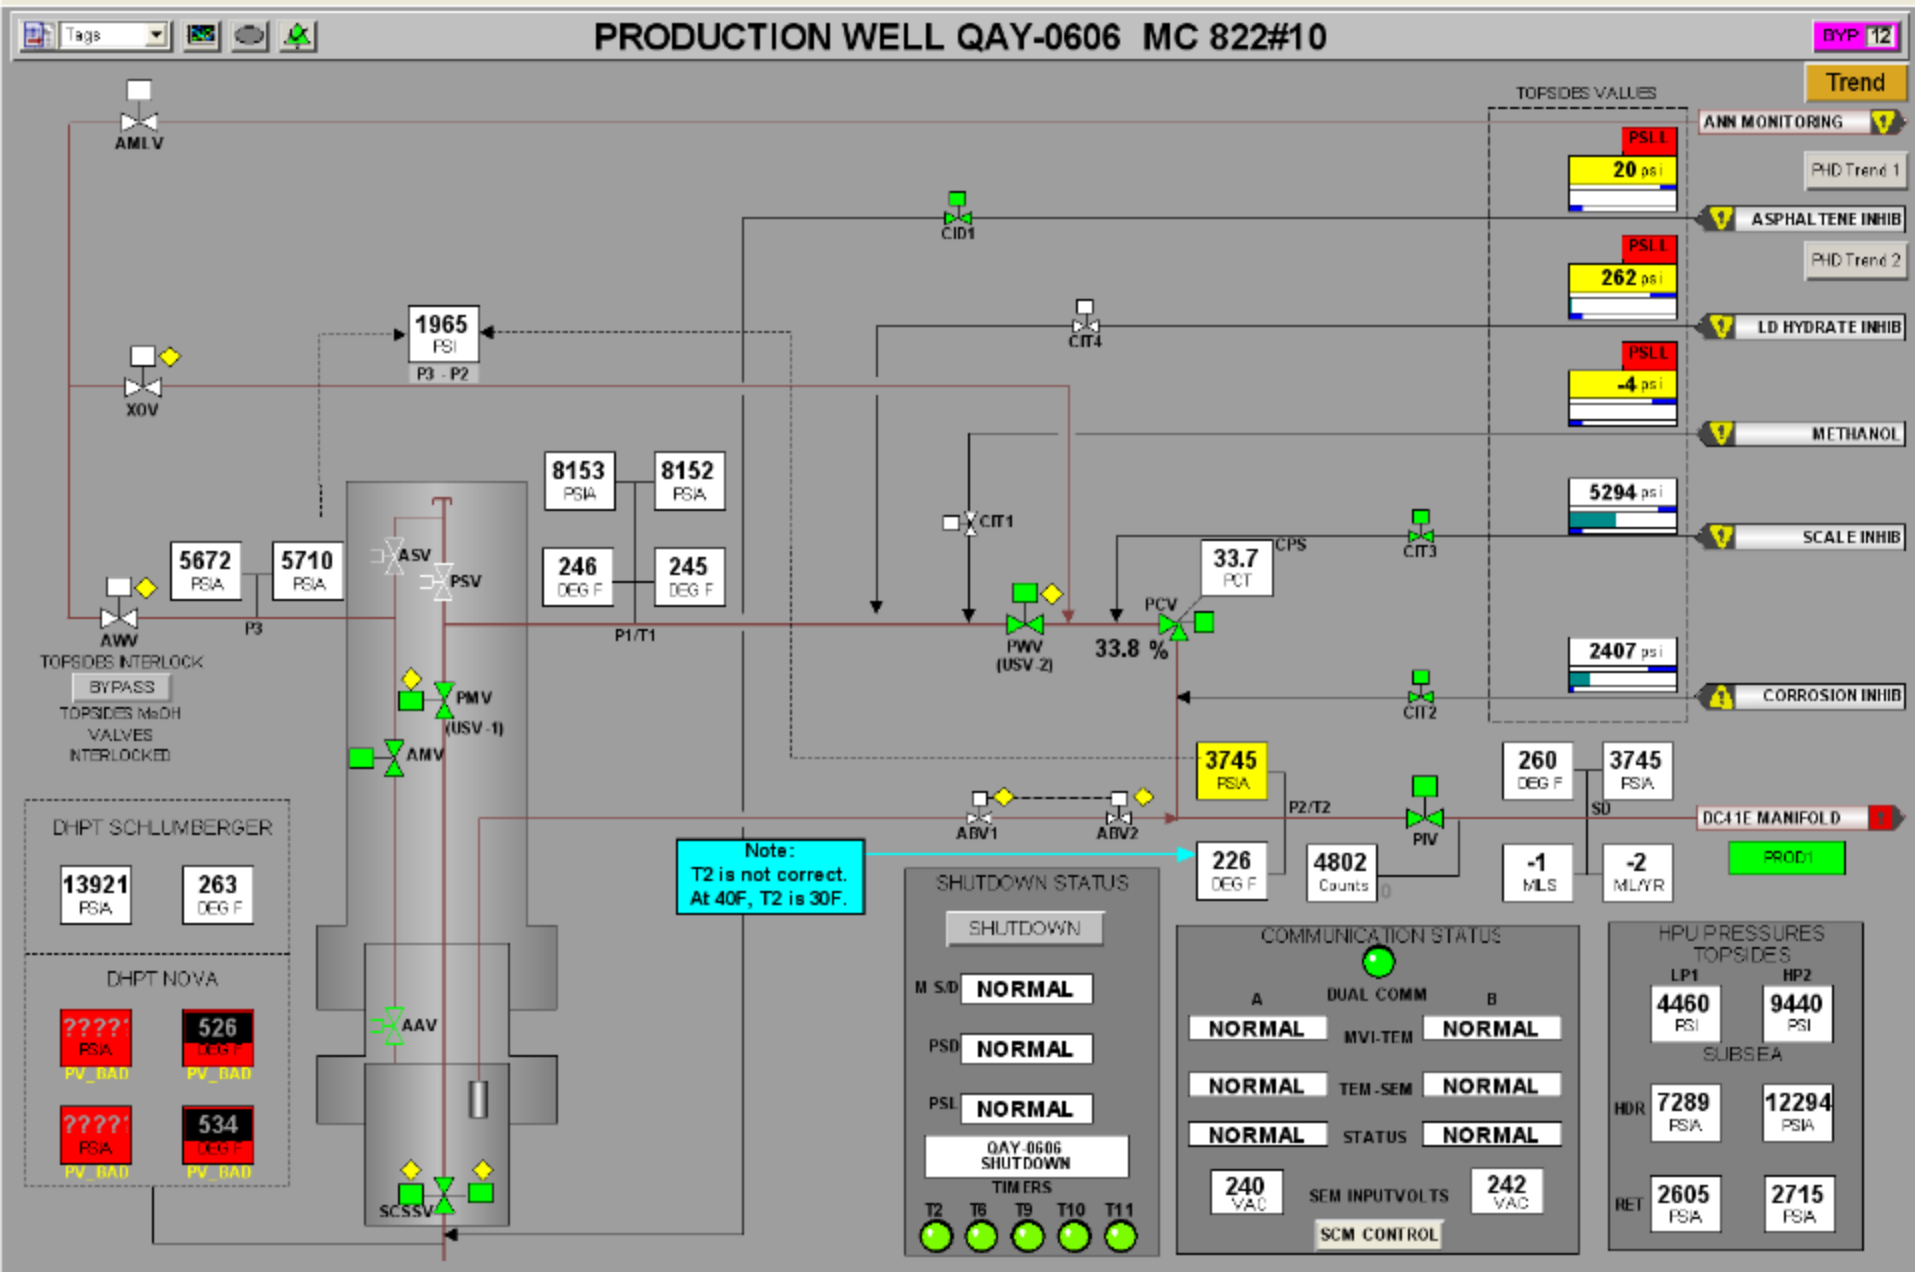 Tags
PRODUCTION WELL QAY-0606 MC 822#10
BYP 12
Trend
TOPSIDES VALUES
ANN MONITORING
AMLV
PSLL
20 psi
PHD Trend 1
CID1
ASPHALTENE INHIB
PSLL
262 psi
PHD Trend 2
1965
PSI
P3 - P2
CIT4
LD HYDRATE INHIB
PSLL
-4 psi
XOV
METHANOL
8153
PSIA
8152
PSIA
5294 psi
CIT1
CIT3
SCALE INHIB
CPS
33.7
PCT
5672
PSIA
5710
PSIA
ASV
PSV
246
DEG F
245
DEG F
PCV
AWV
P3
P1/T1
PWV
(USV-2)
33.8 %
2407 psi
TOPSIDES INTERLOCK
BYPASS
TOPSIDES MeOH
VALVES
INTERLOCKED
PMV
(USV-1)
AMV
CIT2
CORROSION INHIB
3745
PSIA
260
DEG F
3745
PSIA
P2/T2
SD
ABV1
ABV2
PIV
DC41E MANIFOLD
PROD1
DHPT SCHLUMBERGER
13921
PSIA
263
DEG F
Note:
T2 is not correct.
At 40F, T2 is 30F.
226
DEG F
4802
Counts
0
-1
MILS
-2
ML/YR
DHPT NOVA
?????
PSIA
PV_BAD
526
DEG F
PV_BAD
?????
PSIA
PV_BAD
534
DEG F
PV_BAD
AAV
SCSSV
SHUTDOWN STATUS
SHUTDOWN
M S/D NORMAL
PSD NORMAL
PSL NORMAL
QAY-0606
SHUTDOWN
TIMERS
T2 T6 T9 T10 T11
COMMUNICATION STATUS
A DUAL COMM B
NORMAL MVI-TEM NORMAL
NORMAL TEM-SEM NORMAL
NORMAL STATUS NORMAL
240
VAC
SEM INPUTVOLTS
242
VAC
SCM CONTROL
HPU PRESSURES
TOPSIDES
LP1 HP2
4460
PSI
9440
PSI
SUBSEA
HDR
7289
PSIA
12294
PSIA
RET
2605
PSIA
2715
PSIA